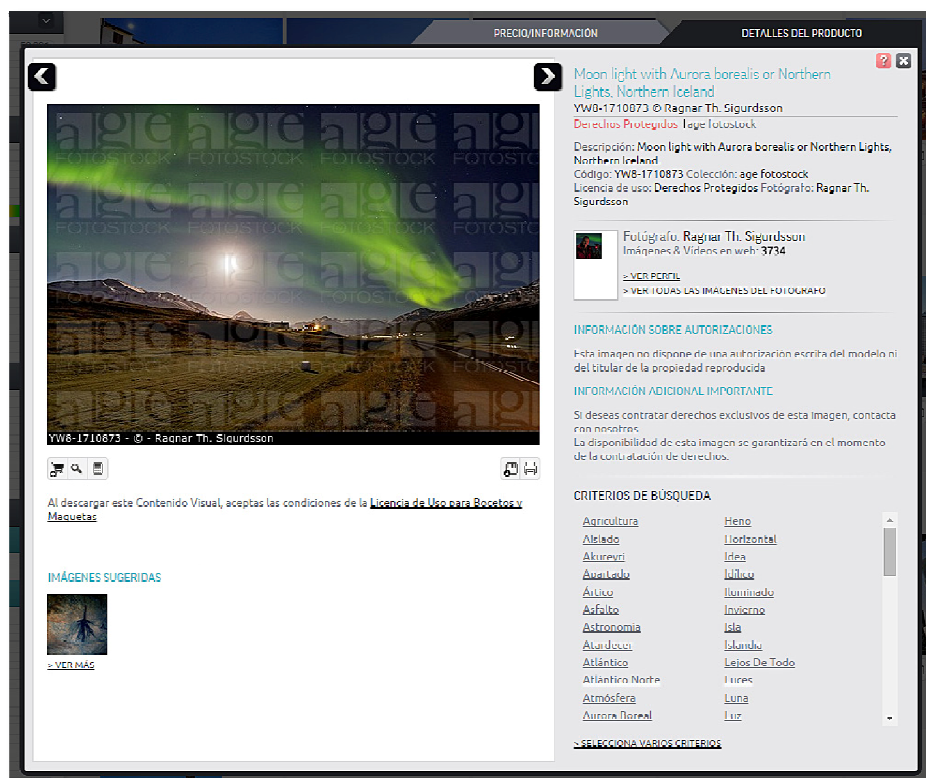 PRECIO/INFORMACIÓN
DETALLES DEL PRODUCTO
age
FOTOSTOCK
YW8-1710873 - © - Ragnar Th. Sigurdsson
Al descargar este Contenido Visual, aceptas las condiciones de la Licencia de Uso para Bocetos y
Maquetas
IMÁGENES SUGERIDAS
> VER MÁS
Moon light with Aurora borealis or Northern
Lights, Northern Iceland
YW8-1710873 © Ragnar Th. Sigurdsson
Derechos Protegidos | age fotostock
Descripción: Moon light with Aurora borealis or Northern Lights,
Northern Iceland
Código: YW8-1710873 Colección: age fotostock
Licencia de uso: Derechos Protegidos Fotógrafo: Ragnar Th.
Sigurdsson
Fotógrafo: Ragnar Th. Sigurdsson
Imágenes & Vídeos en web: 3734
> VER PERFIL
> VER TODAS LAS IMAGENES DEL FOTOGRAFO
INFORMACIÓN SOBRE AUTORIZACIONES
Esta imagen no dispone de una autorización escrita del modelo ni
del titular de la propiedad reproducida
INFORMACIÓN ADICIONAL IMPORTANTE
Si deseas contratar derechos exclusivos de esta imagen, contacta
con nosotros.
La disponibilidad de esta imagen se garantizará en el momento
de la contratación de derechos.
CRITERIOS DE BÚSQUEDA
Agricultura
Aislado
Akureyri
Apartado
Ártico
Asfalto
Astronomia
Atardecer
Atlántico
Atlántico Norte
Atmósfera
Aurora Boreal
Heno
Horizontal
Idea
Idílico
Iluminado
Invierno
Isla
Islandia
Lejos De Todo
Luces
Luna
Luz
> SELECCIONA VARIOS CRITERIOS